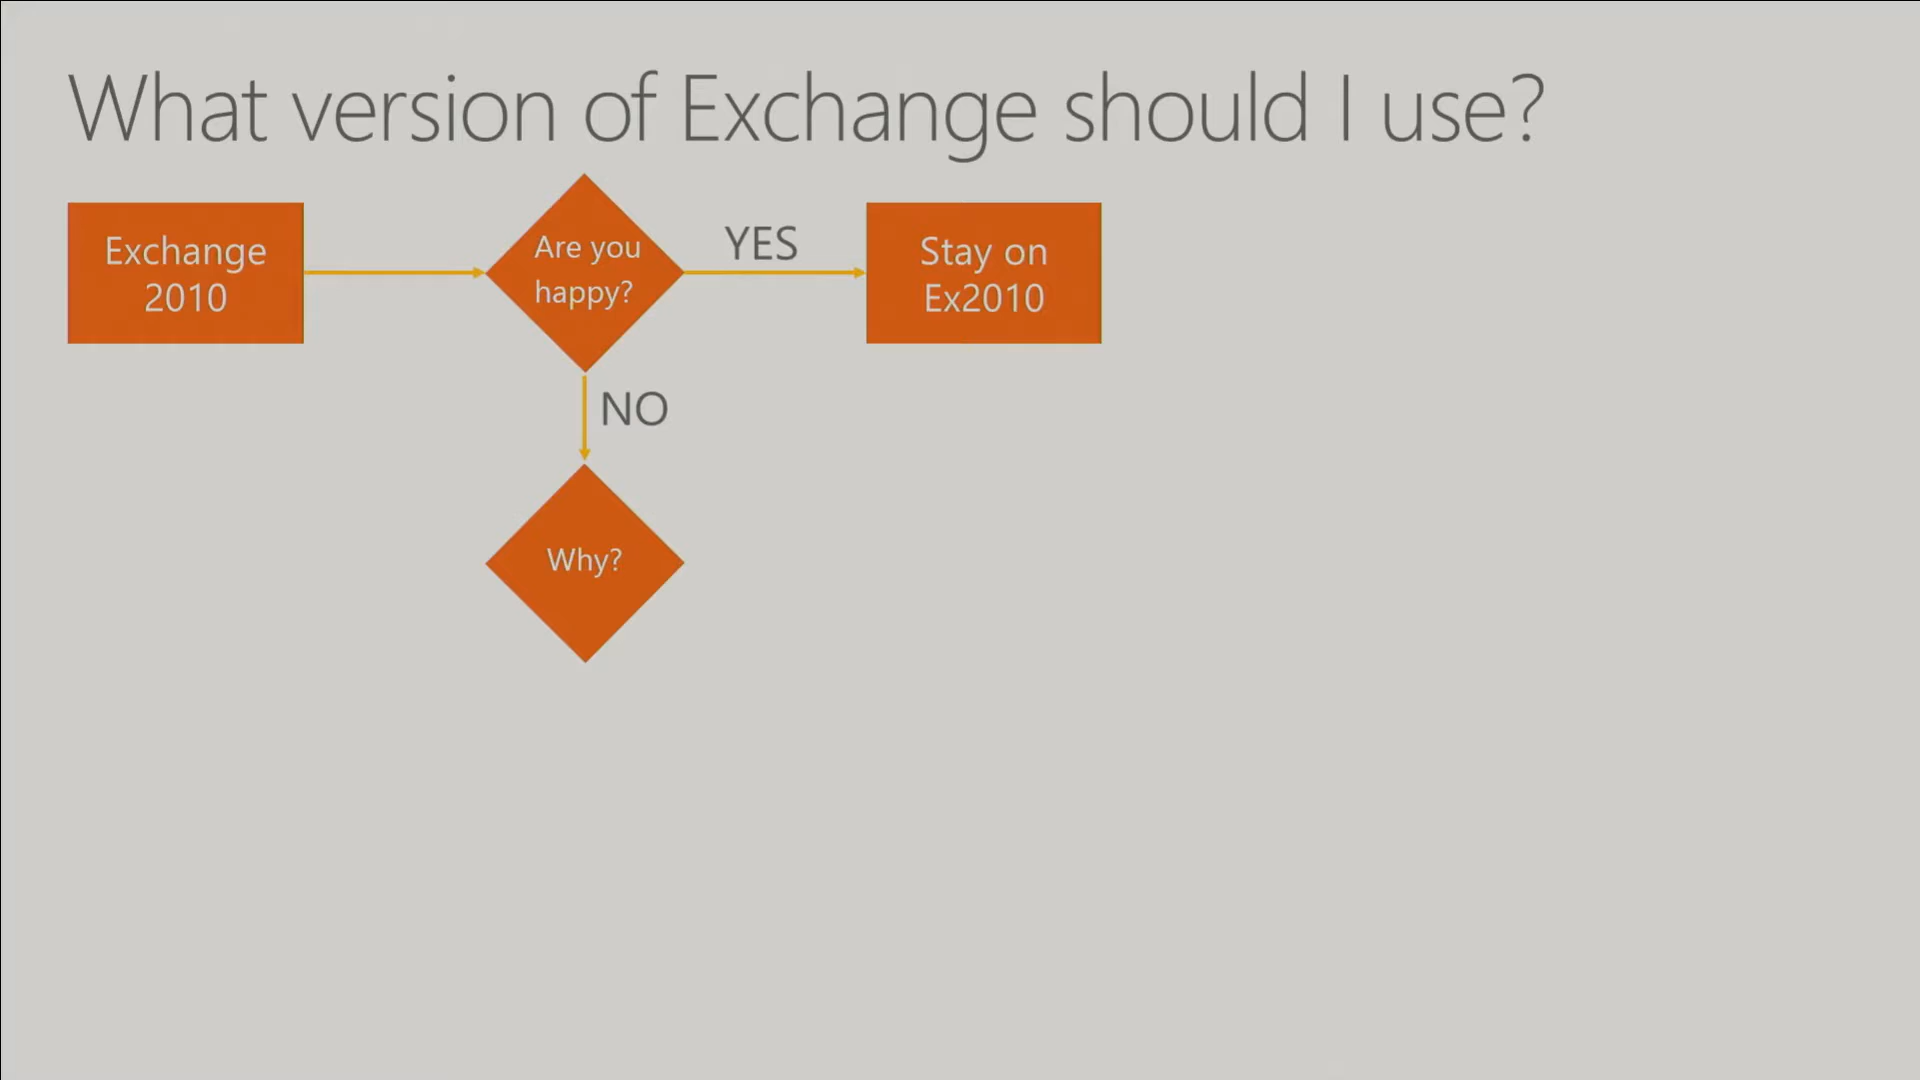 What version of Exchange should I use?
Exchange
2010
Are you
happy?
YES
Stay on
Ex2010
NO
Why?